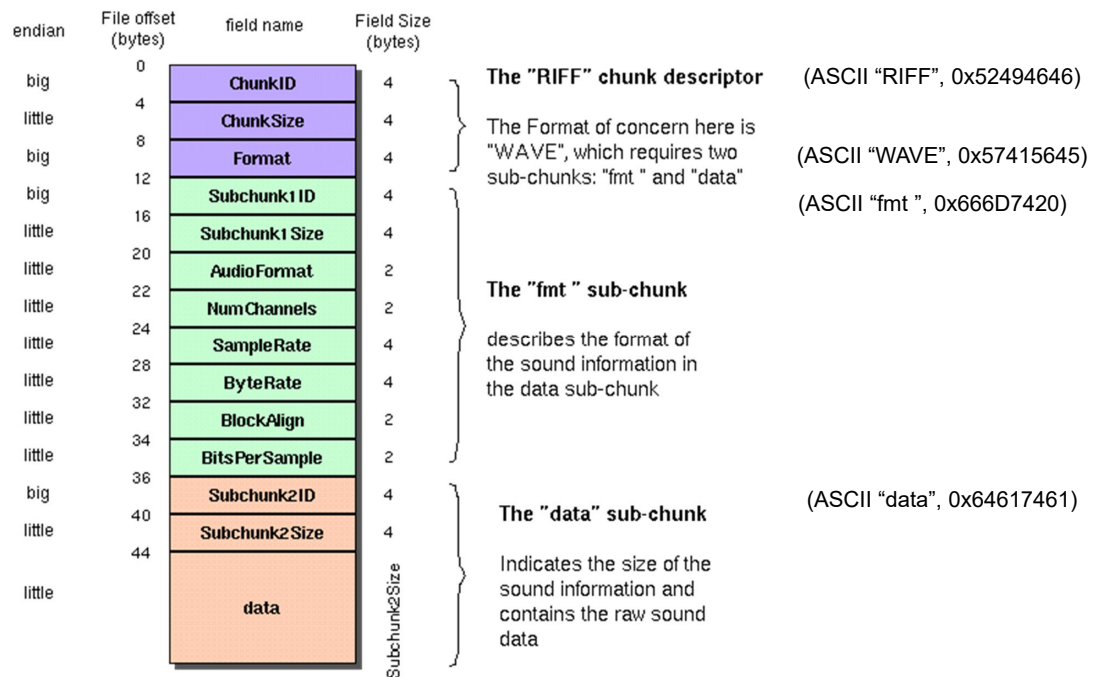 endian File offset (bytes) field name Field Size (bytes)
0
big ChunkID 4 The "RIFF" chunk descriptor (ASCII “RIFF”, 0x52494646)
4
little ChunkSize 4 The Format of concern here is
8
big Format 4 "WAVE", which requires two (ASCII “WAVE”, 0x57415645)
sub-chunks: "fmt " and "data"
12
big Subchunk1ID 4 (ASCII “fmt ”, 0x666D7420)
16
little Subchunk1Size 4
20
little AudioFormat 2
22
The "fmt " sub-chunk
little NumChannels 2
24
describes the format of
little SampleRate 4
the sound information in
28
little ByteRate 4 the data sub-chunk
32
little BlockAlign 2
34
little BitsPerSample 2
36
big Subchunk2ID 4 (ASCII “data”, 0x64617461)
40
The "data" sub-chunk
little Subchunk2Size 4
44
Indicates the size of the
little sound information and
data contains the raw sound
data
Subchunk2Size